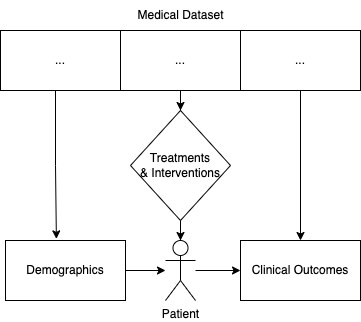 Medical Dataset
... ... ...
Treatments
& Interventions
Demographics
Clinical Outcomes
Patient